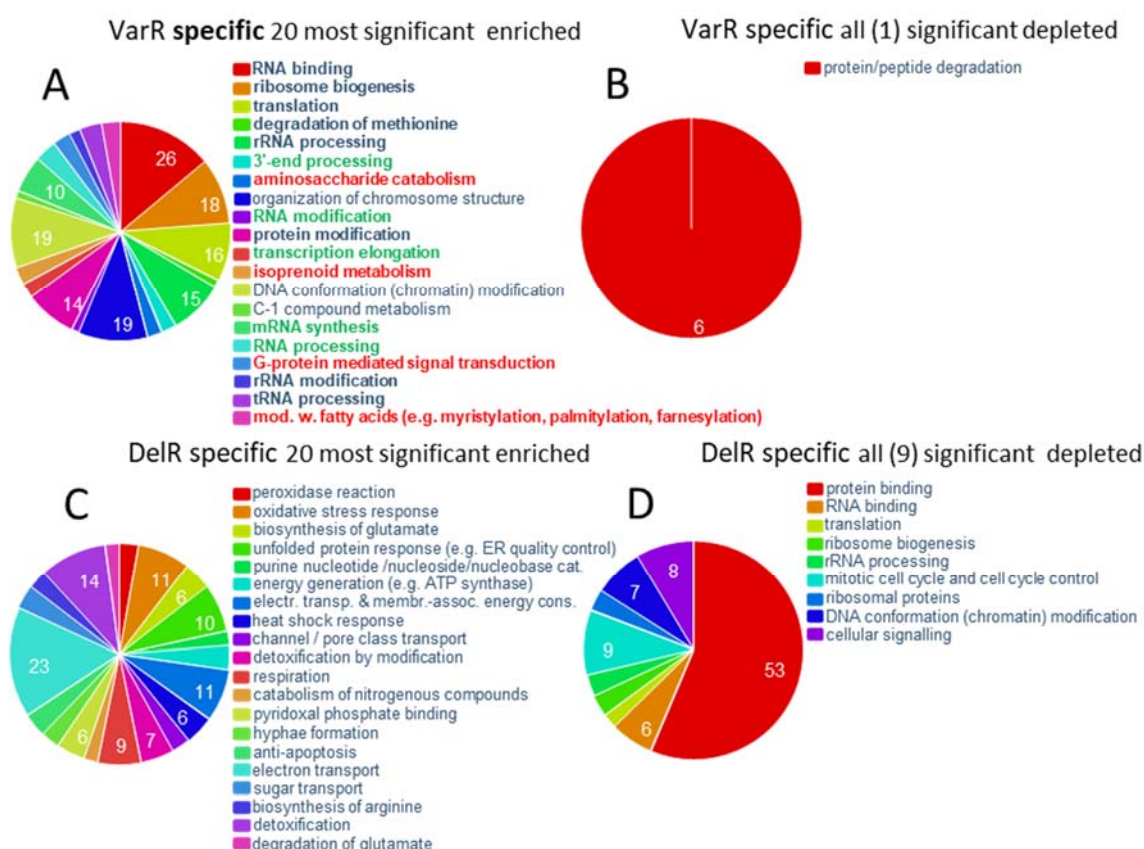 VarR specific 20 most significant enriched
A
RNA binding
ribosome biogenesis
translation
degradation of methionine
rRNA processing
3'-end processing
aminosaccharide catabolism
organization of chromosome structure
RNA modification
protein modification
transcription elongation
isoprenoid metabolism
DNA conformation (chromatin) modification
C-1 compound metabolism
mRNA synthesis
RNA processing
G-protein mediated signal transduction
rRNA modification
tRNA processing
mod. w. fatty acids (e.g. myristylation, palmitylation, farnesylation)
26
18
16
15
19
14
19
10
VarR specific all (1) significant depleted
B
protein/peptide degradation
6
DelR specific 20 most significant enriched
C
peroxidase reaction
oxidative stress response
biosynthesis of glutamate
unfolded protein response (e.g. ER quality control)
purine nucleotide /nucleoside/nucleobase cat.
energy generation (e.g. ATP synthase)
electr. transp. & membr.-assoc. energy cons.
heat shock response
channel / pore class transport
detoxification by modification
respiration
catabolism of nitrogenous compounds
pyridoxal phosphate binding
hyphae formation
anti-apoptosis
electron transport
sugar transport
biosynthesis of arginine
detoxification
degradation of glutamate
11
6
10
11
6
7
9
6
23
14
DelR specific all (9) significant depleted
D
protein binding
RNA binding
translation
ribosome biogenesis
rRNA processing
mitotic cell cycle and cell cycle control
ribosomal proteins
DNA conformation (chromatin) modification
cellular signalling
53
6
9
7
8